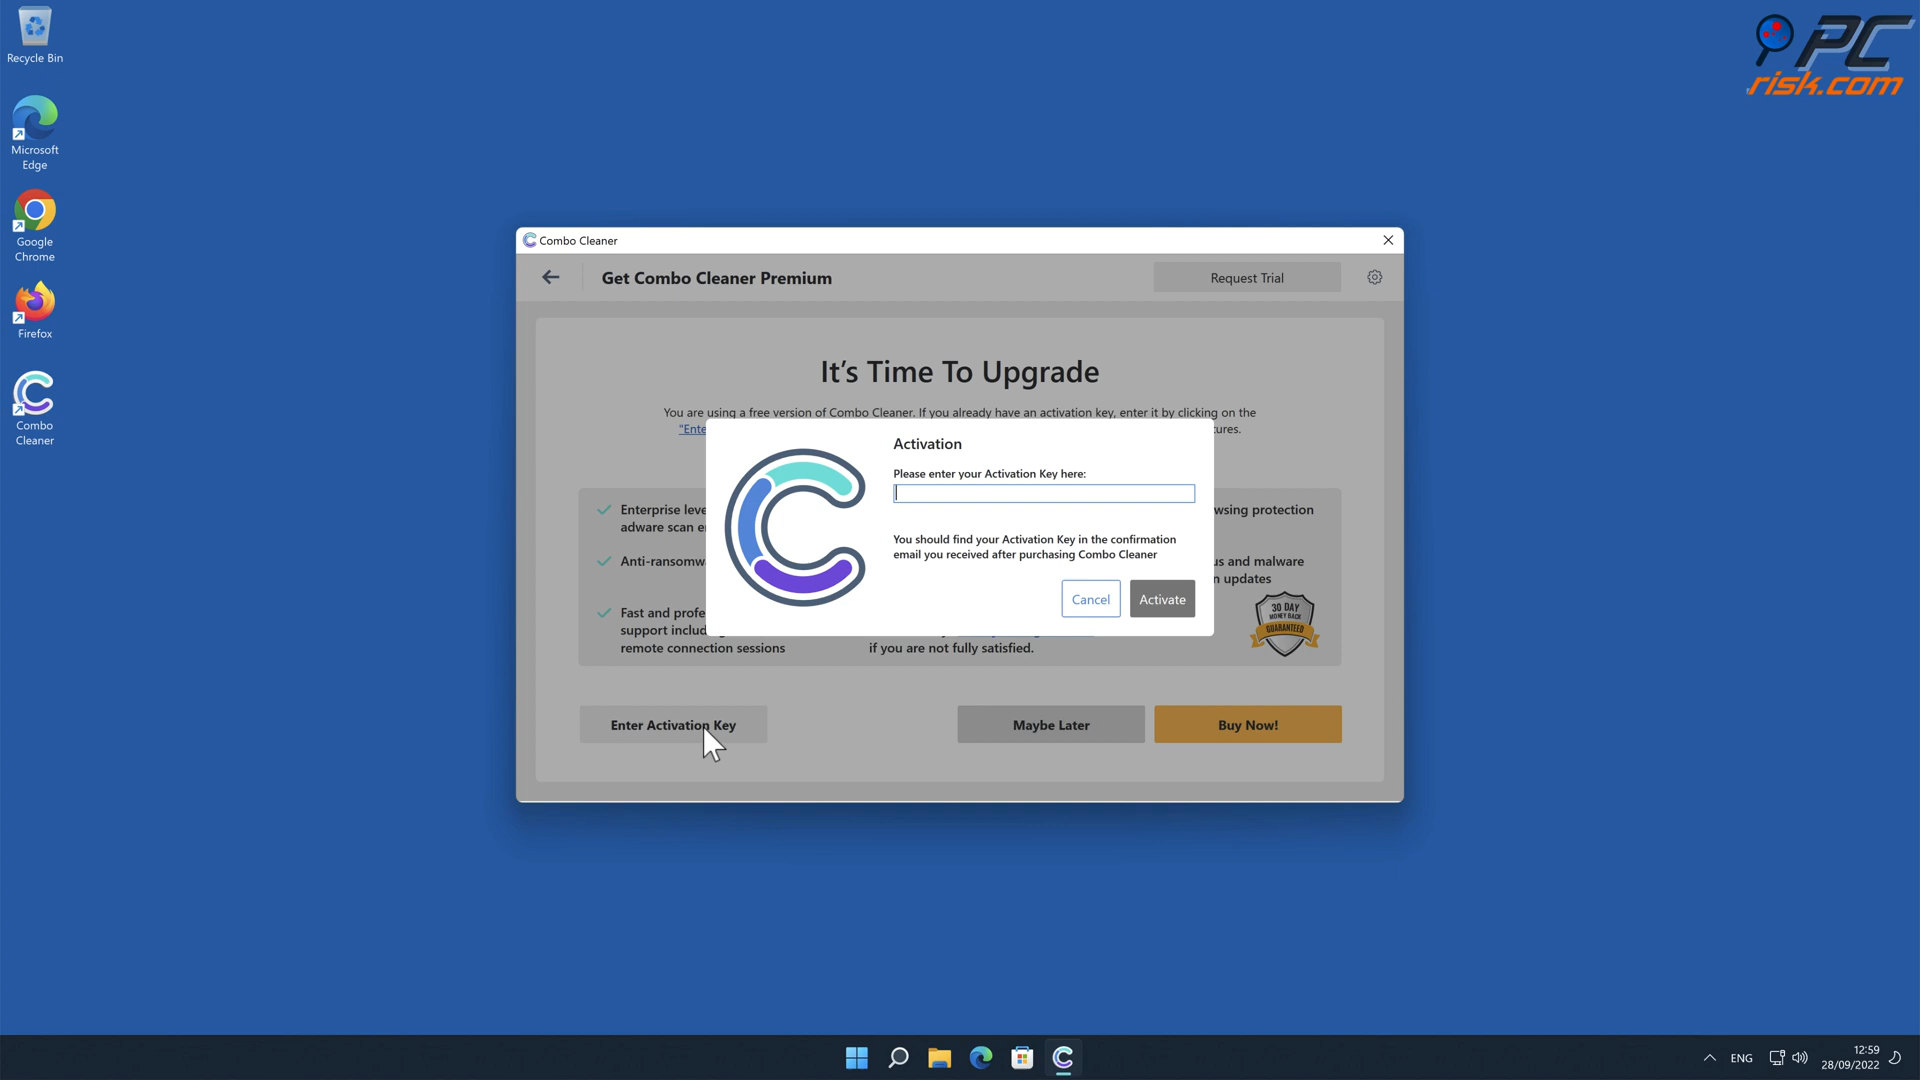 Recycle Bin
Microsoft
Edge
Google
Chrome
Firefox
Combo
Cleaner
PC
risk.com
Combo Cleaner
Get Combo Cleaner Premium
Request Trial
It's Time To Upgrade
You are using a free version of Combo Cleaner. If you already have an activation key, enter it by clicking on the
"Ente
tures.
Activation
Please enter your Activation Key here:
You should find your Activation Key in the confirmation
email you received after purchasing Combo Cleaner
Cancel
Activate
Enterprise leve
adware scan e
wsing protection
Anti-ransomw
us and malware
n updates
Fast and profe
support includ
remote connection sessions
if you are not fully satisfied.
30 DAY
MONEY BACK
GUARANTEED
Enter Activation Key
Maybe Later
Buy Now!
ENG
12:59
28/09/2022